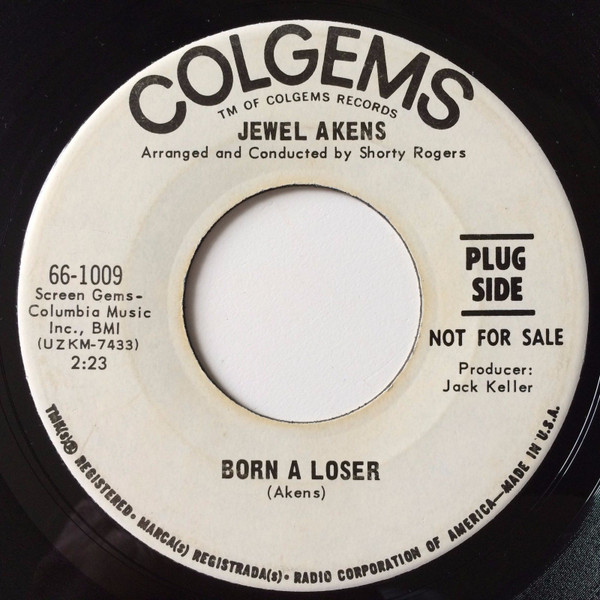 COLGEMS
TM OF COLGEMS RECORDS
JEWEL AKENS
Arranged and Conducted by Shorty Rogers
66-1009
Screen Gems-
Columbia Music
Inc., BMI
(UZKM-7433)
2:23
PLUG
SIDE
NOT FOR SALE
Producer:
Jack Keller
BORN A LOSER
(Akens)
TMK(s)® REGISTERED • MARCA(s) REGISTRADA(s) • RADIO CORPORATION OF AMERICA—MADE IN U.S.A.